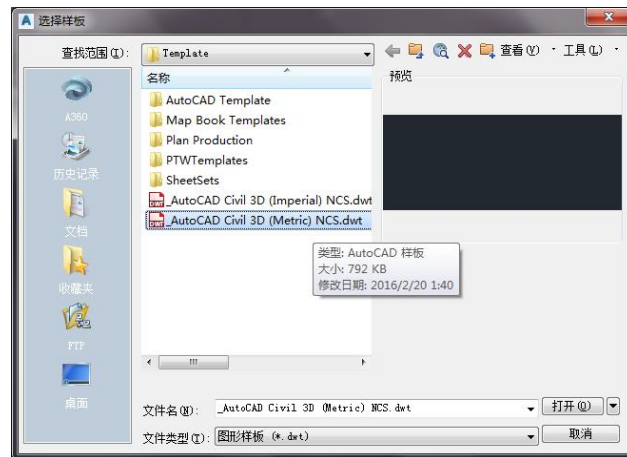 选择样板
查找范围(I):
Template
查看(V)
工具(L)
名称
预览
AutoCAD Template
Map Book Templates
Plan Production
PTWTemplates
SheetSets
_AutoCAD Civil 3D (Imperial) NCS.dwt
_AutoCAD Civil 3D (Metric) NCS.dwt
类型: AutoCAD 样板
大小: 792 KB
修改日期: 2016/2/20 1:40
A360
历史记录
文档
收藏夹
FTP
桌面
文件名(N):
_AutoCAD Civil 3D (Metric) NCS.dwt
打开(O)
文件类型(T):
图形样板 (*.dwt)
取消